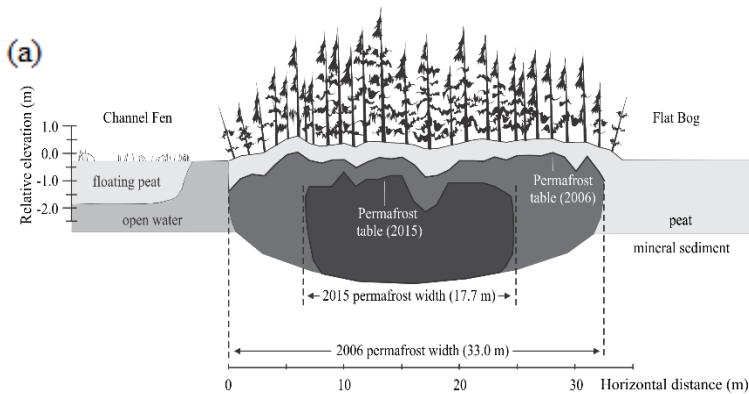 (a)
Channel Fen
Flat Bog
Relative elevation (m)
1.0
0.0
-1.0
-2.0
floating peat
open water
Permafrost
table (2015)
Permafrost
table (2006)
peat
mineral sediment
2015 permafrost width (17.7 m)
2006 permafrost width (33.0 m)
0 10 20 30 Horizontal distance (m)